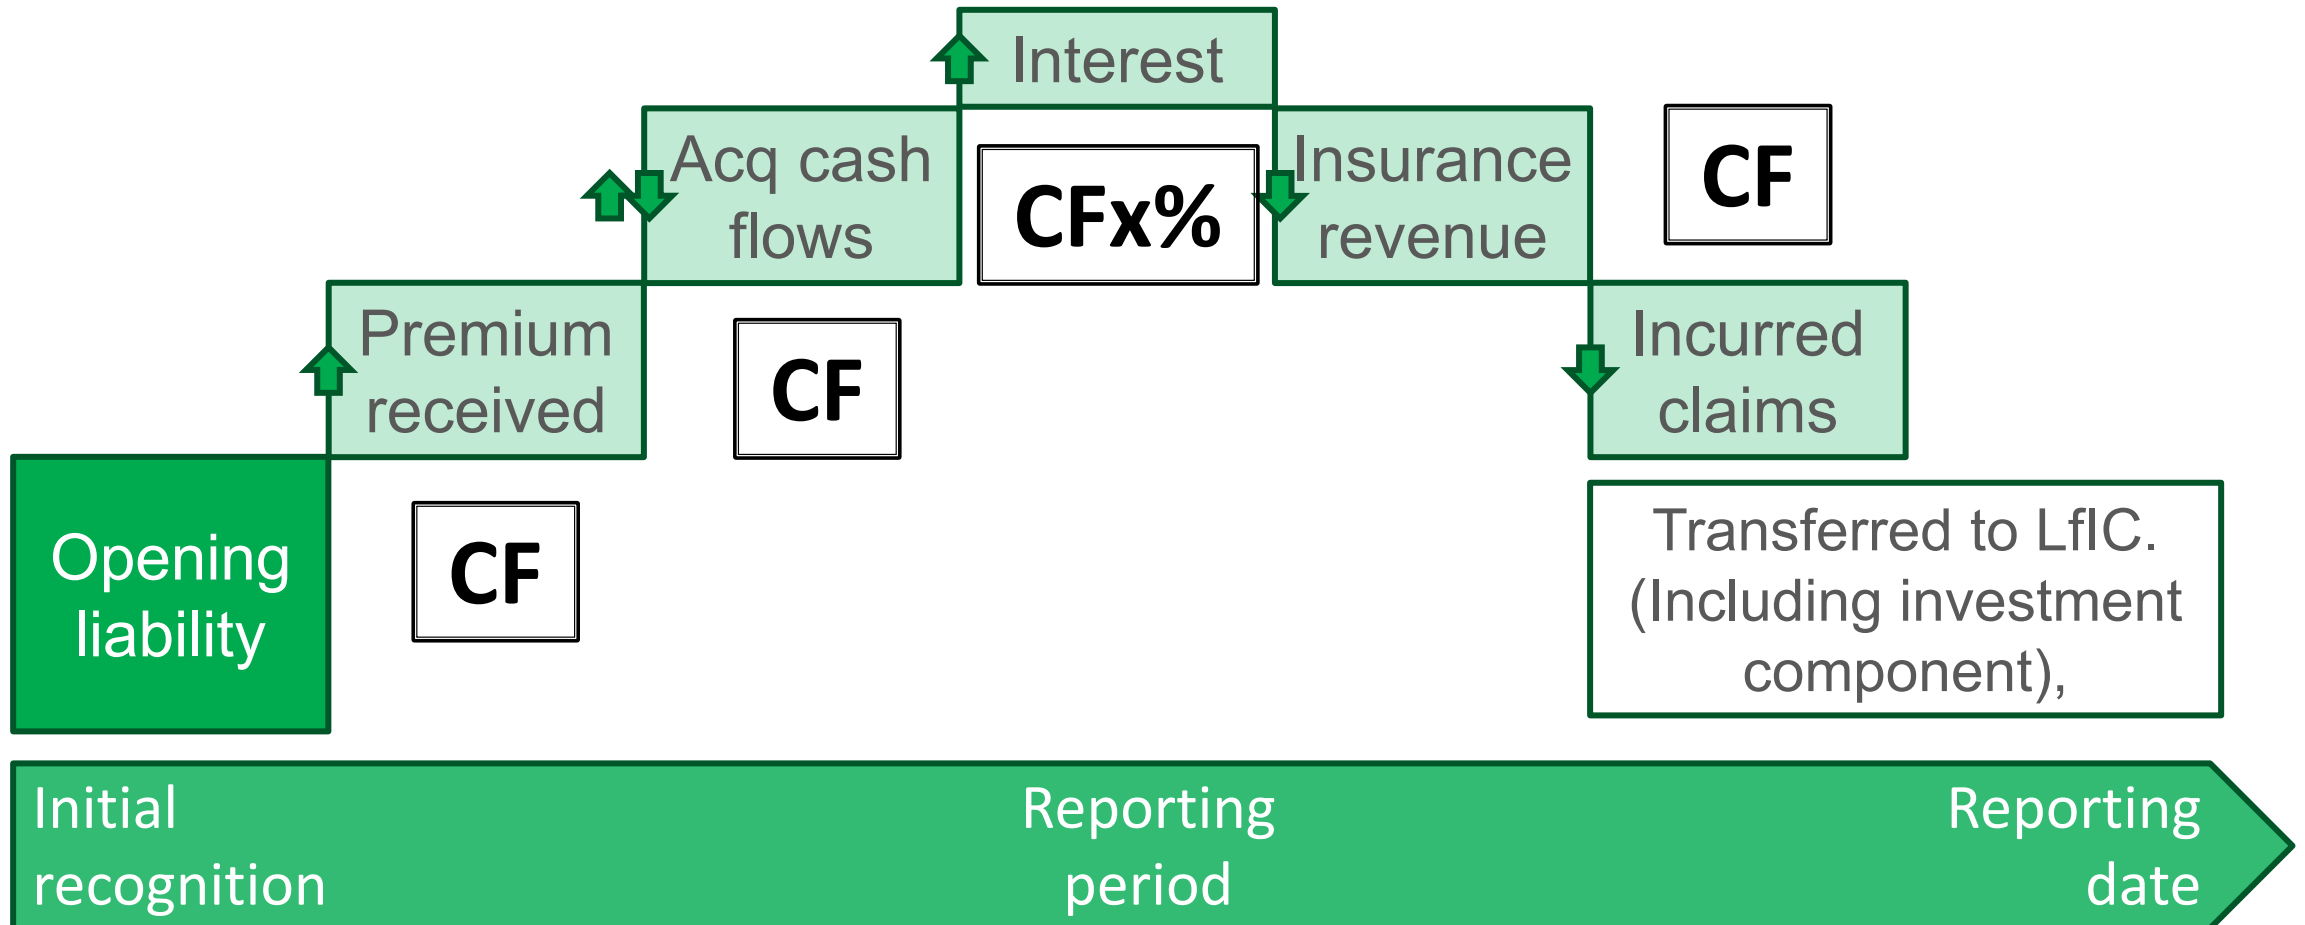 Interest
Acq cash
flows
CFx%
Insurance
revenue
CF
Premium
received
CF
Incurred
claims
Opening
liability
CF
Transferred to LfIC.
(Including investment
component),
Initial
recognition
Reporting
period
Reporting
date